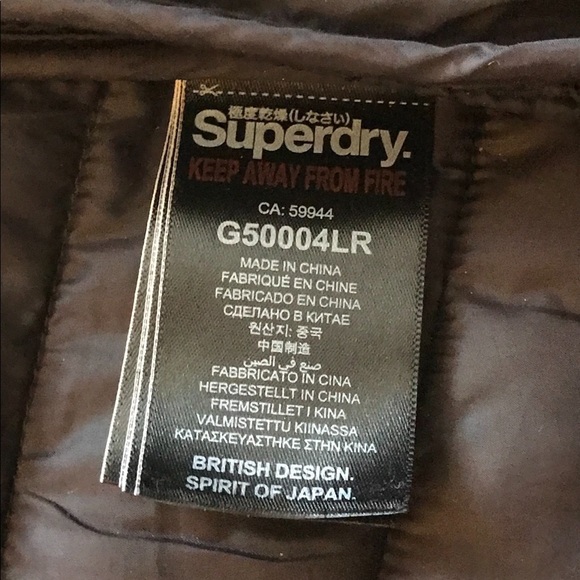 極度乾燥(しなさい)
Superdry.
KEEP AWAY FROM FIRE
CA: 59944
G50004LR
MADE IN CHINA
FABRIQUÉ EN CHINE
FABRICADO EN CHINA
СДЕЛАНО В КИТАЕ
원산지: 중국
中国制造
صنع في الصين
FABBRICATO IN CINA
HERGESTELLT IN CHINA
FREMSTILLET I KINA
VALMISTETTU KIINASSA
ΚΑΤΑΣΚΕΥΑΣΤΗΚΕ ΣΤΗΝ ΚΙΝΑ
BRITISH DESIGN.
SPIRIT OF JAPAN.